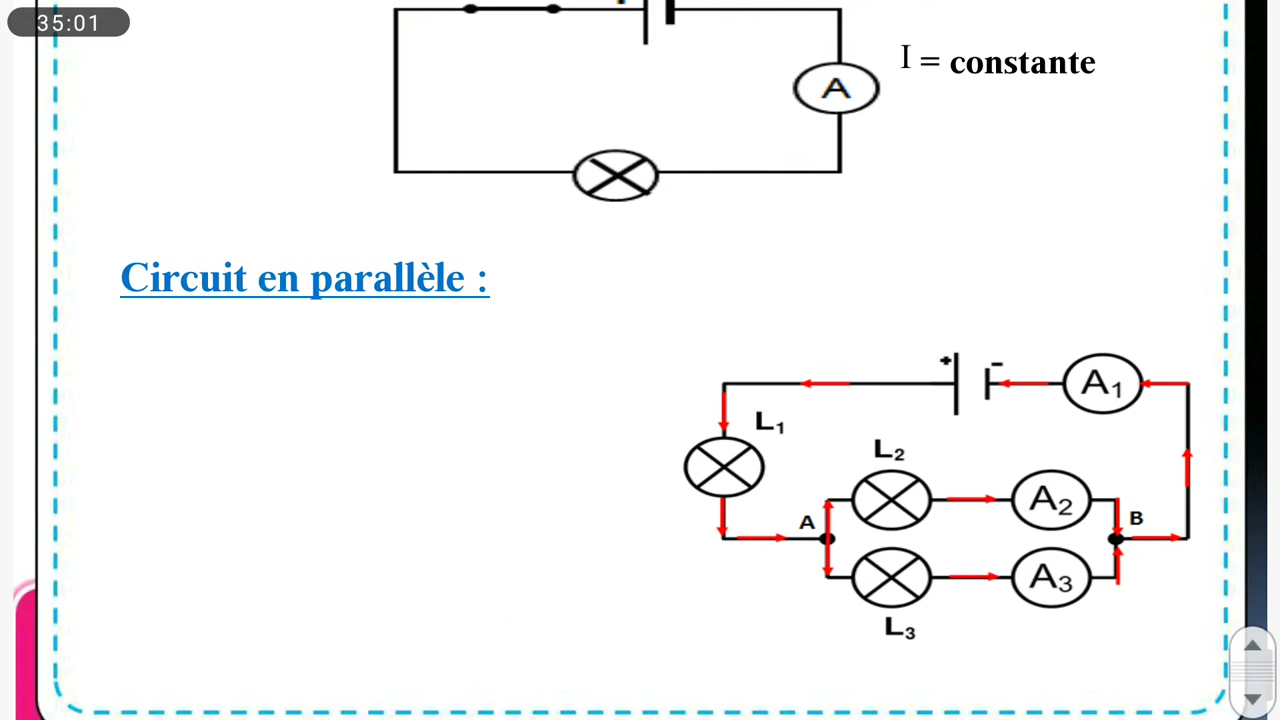 35:01
I = constante
A
Circuit en parallèle :
+ -
A₁
L₁
L₂
A A₂ B
A₃
L₃